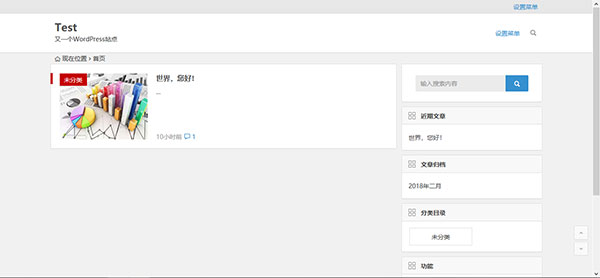 设置菜单
Test
又一个WordPress站点
设置菜单
现在位置 › 首页
未分类
世界，您好！
...
10小时前 1
输入搜索内容
近期文章
世界，您好！
文章归档
2018年二月
分类目录
未分类
功能